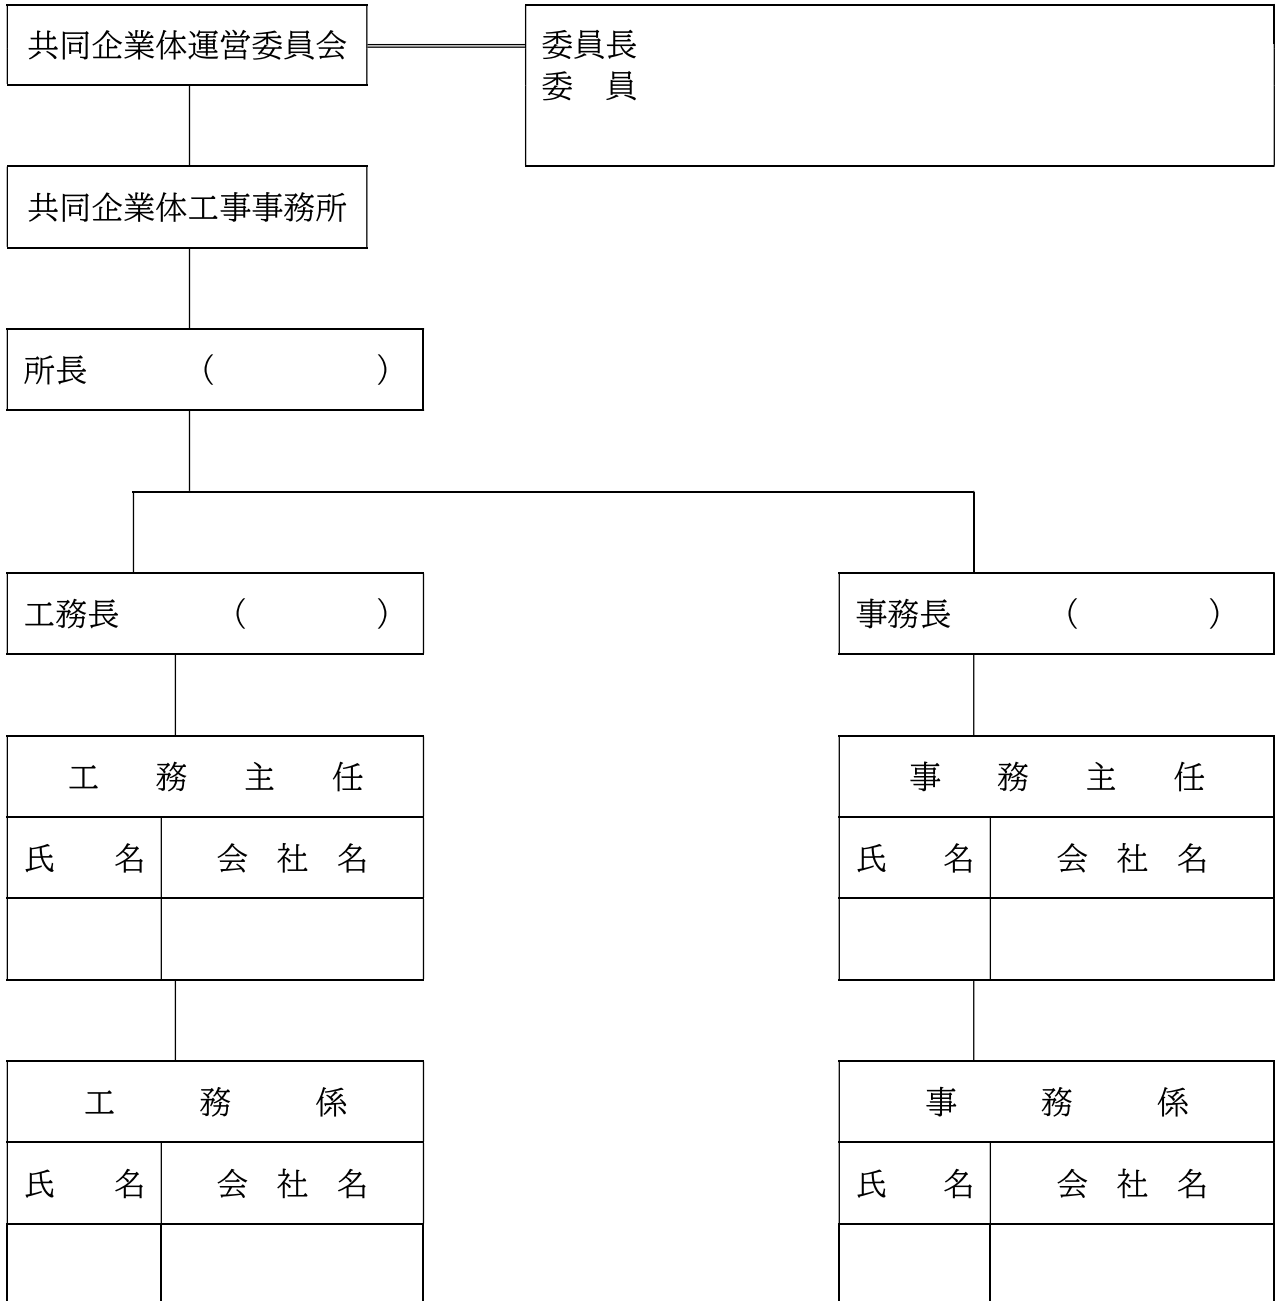 共同企業体運営委員会
委員長
委　員
共同企業体工事事務所
所長　　　（　　　　　）
工務長　　　（　　　　）
事務長　　　（　　　　）
工　務　主　任
事　務　主　任
氏　名　会　社　名
氏　名　会　社　名
工　務　係
事　務　係
氏　名　会　社　名
氏　名　会　社　名